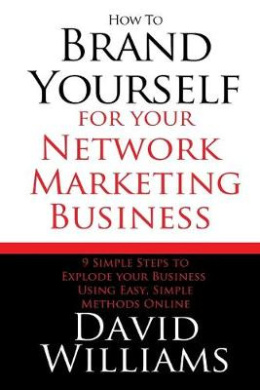 How To
Brand
Yourself
for your
Network
Marketing
Business
9 Simple Steps to
Explode your Business
Using Easy, Simple
Methods Online
David
Williams